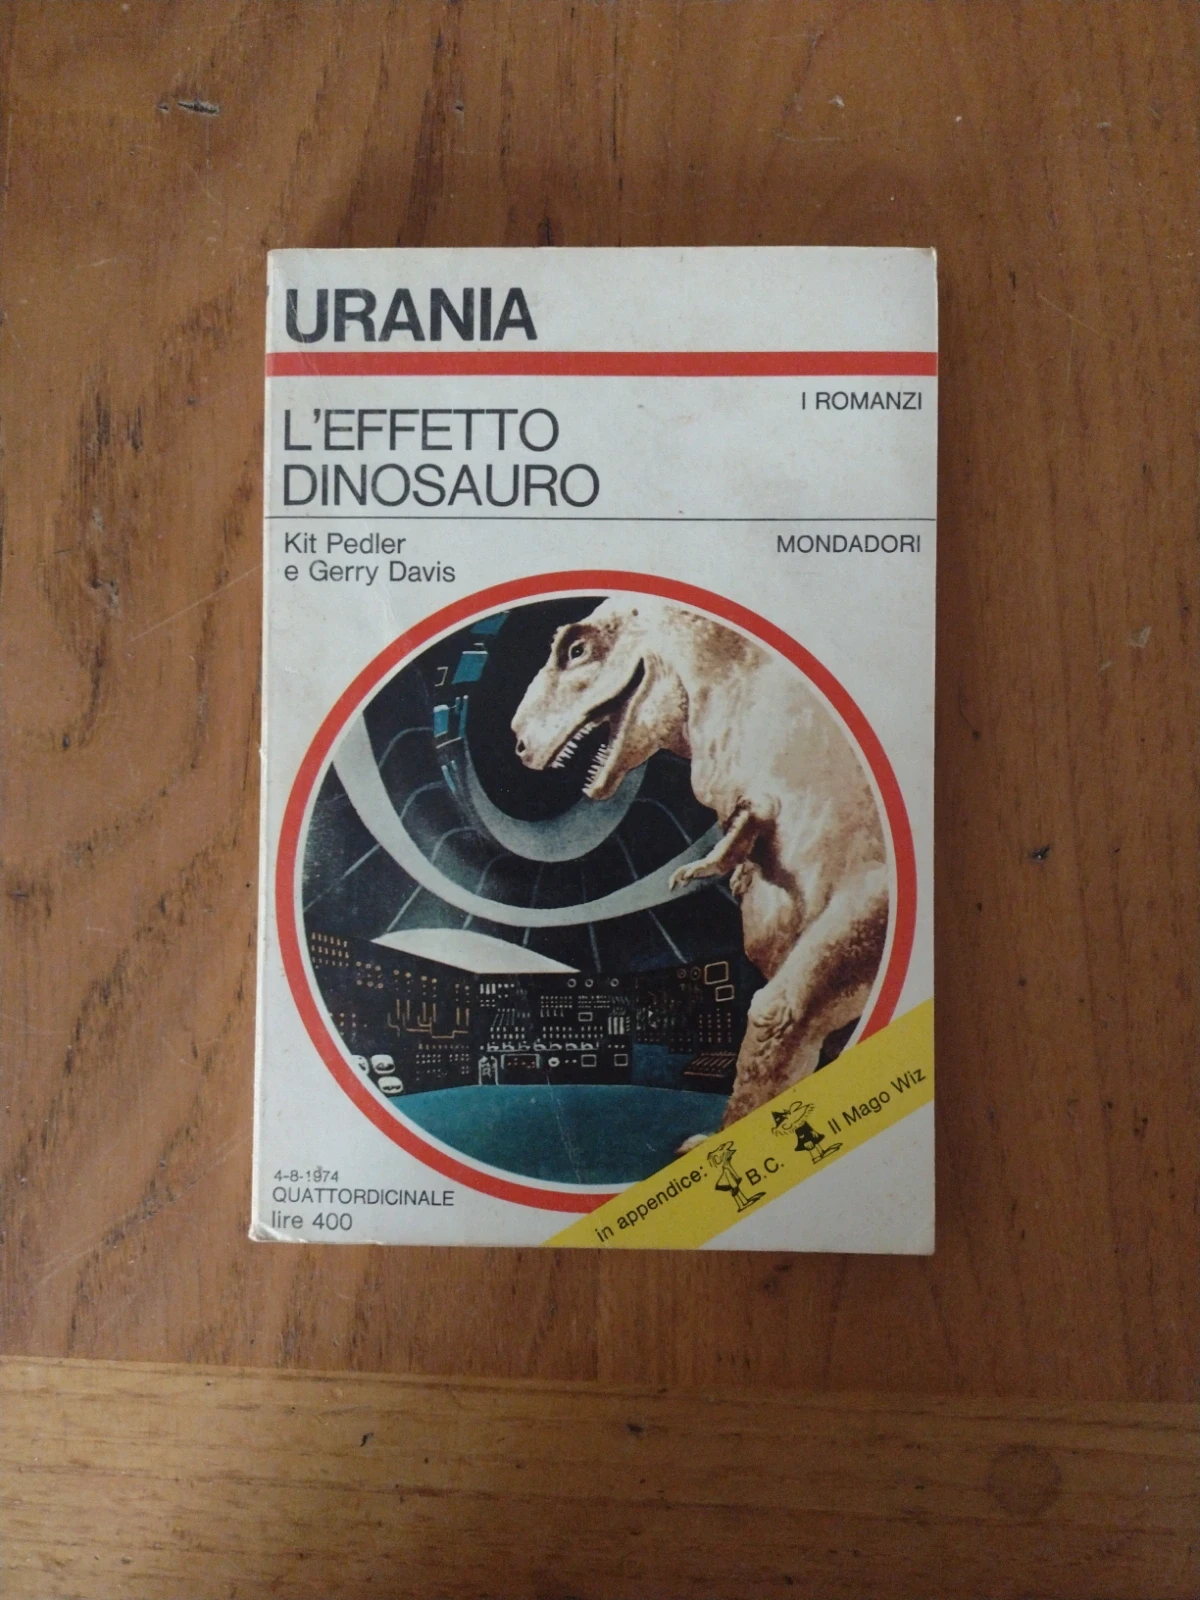 URANIA
I ROMANZI
L'EFFETTO
DINOSAURO
Kit Pedler
e Gerry Davis
MONDADORI
4-8-1974
QUATTORDICINALE
lire 400
in appendice: B.C. Il Mago Wiz